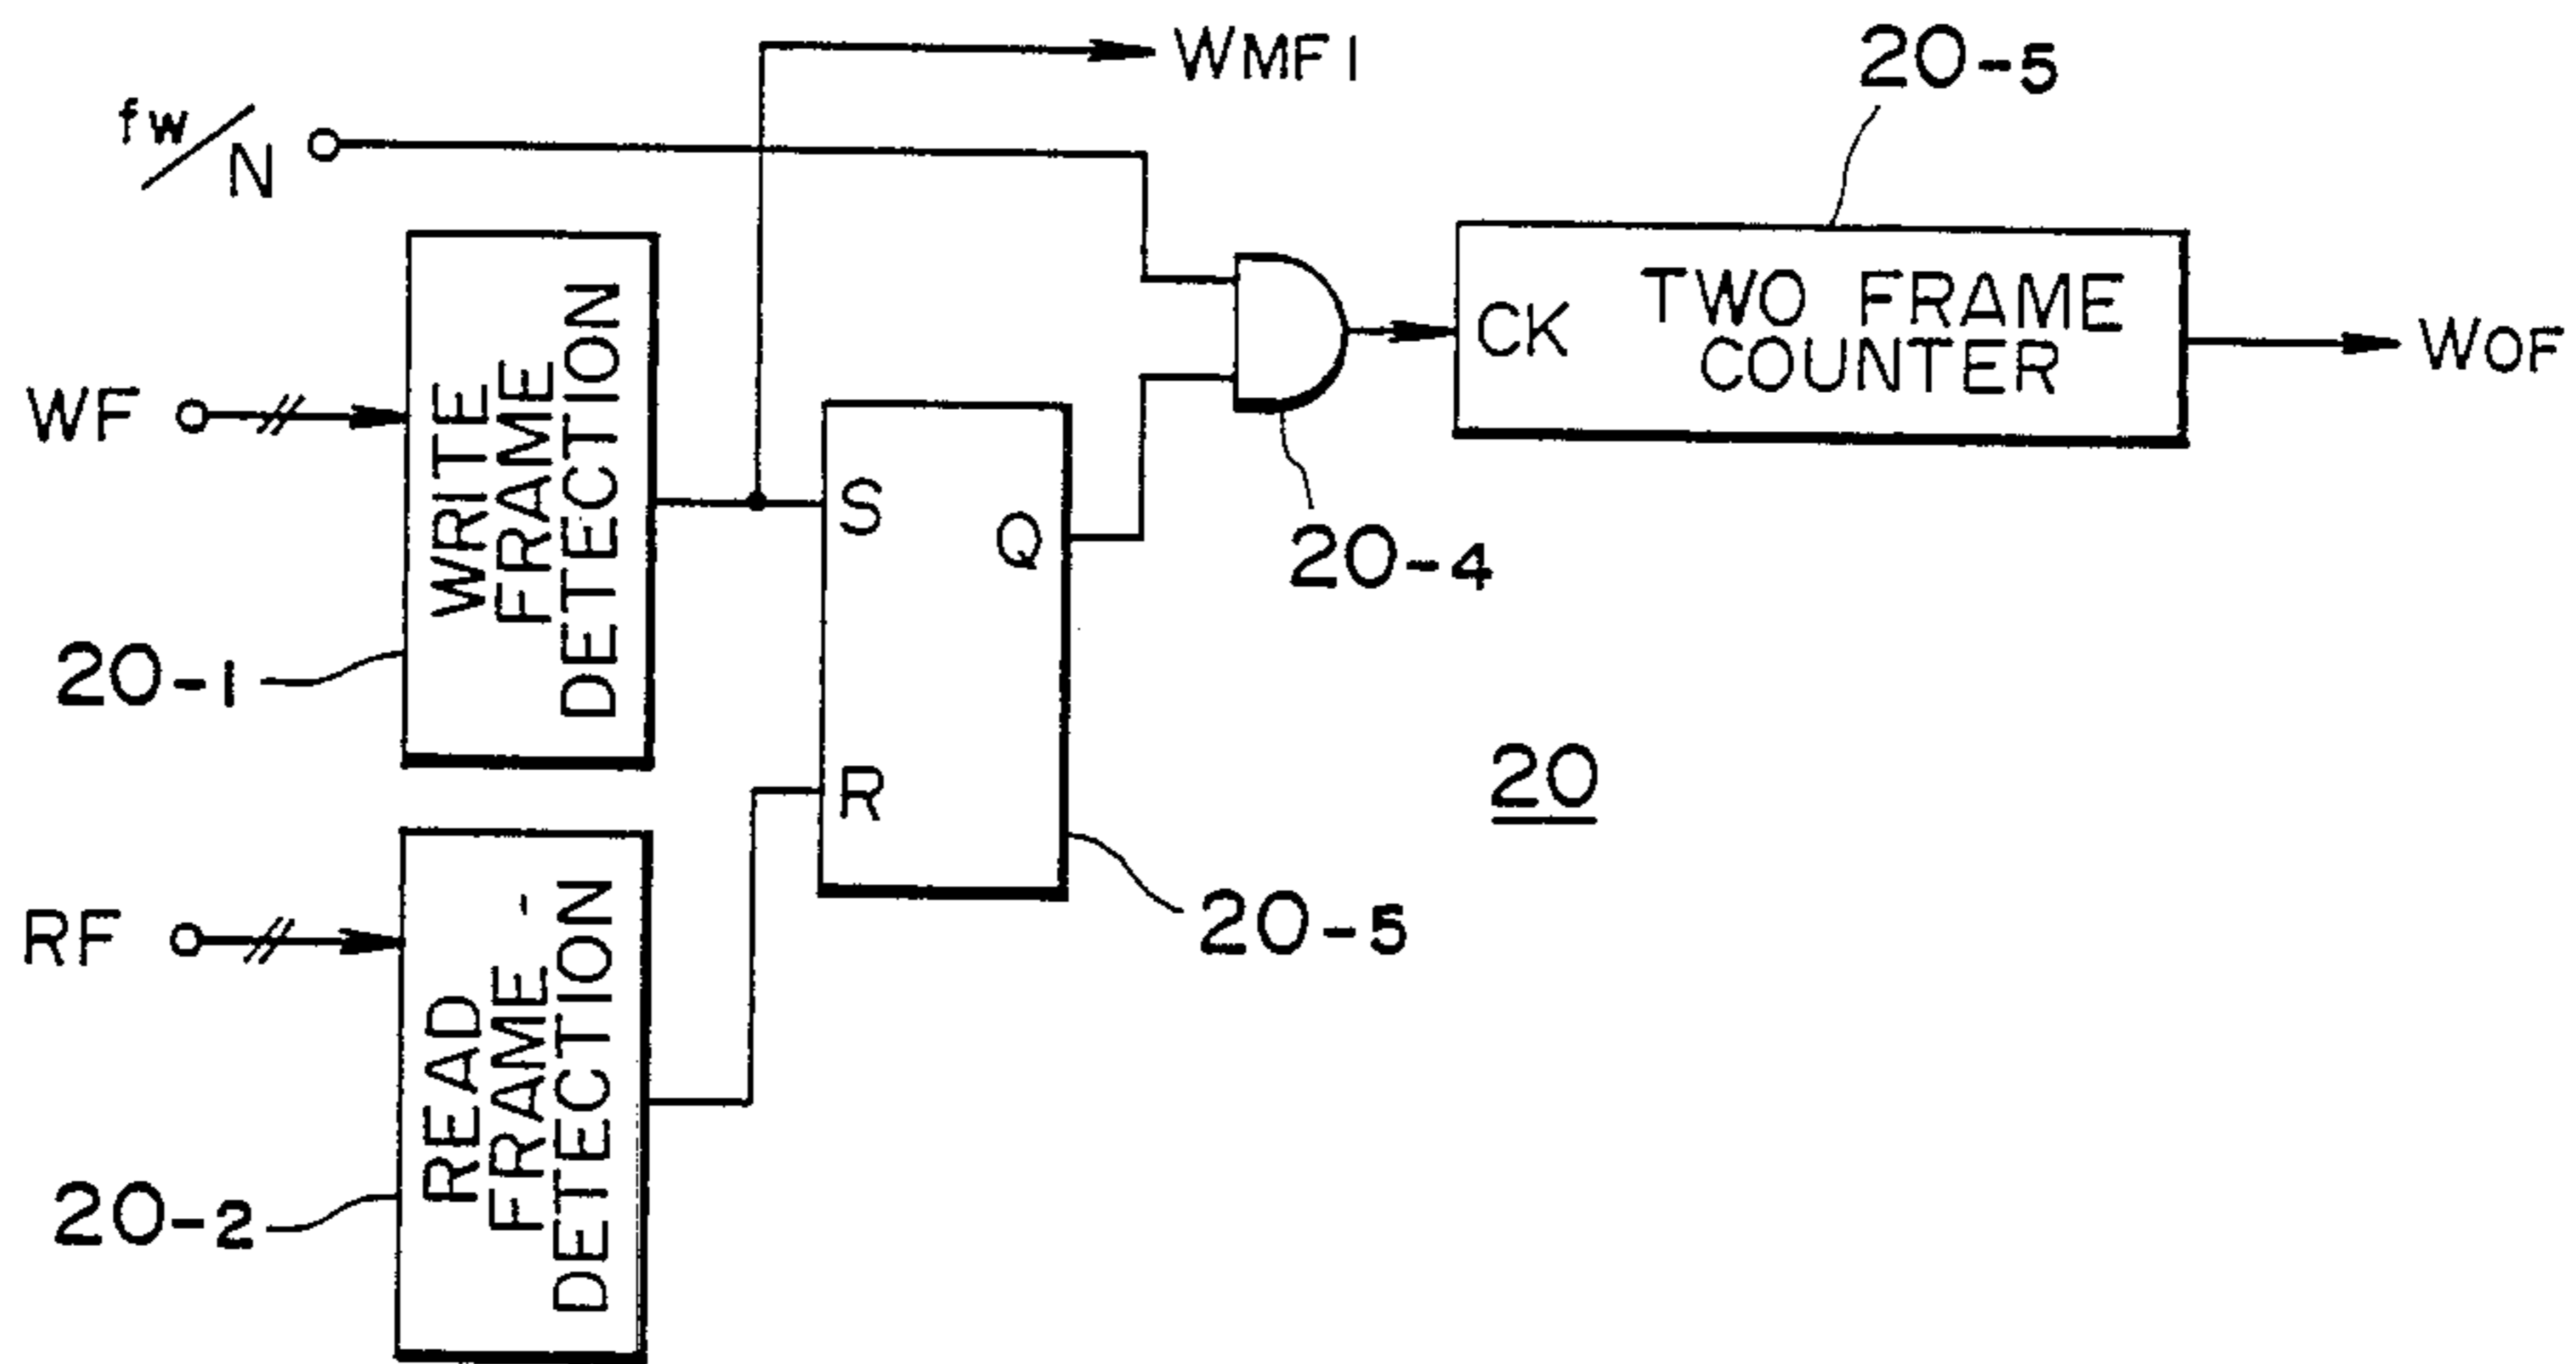 WMF1
20-5
fw/N
CK
TWO FRAME
COUNTER
WOF
WF
WRITE
FRAME
DETECTION
S
Q
20-4
20-1
R
20
20-5
RF
READ
FRAME -
DETECTION
20-2